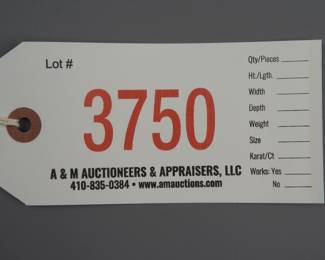 Lot #
3750
A & M AUCTIONEERS & APPRAISERS, LLC
410-835-0384 • www.amauctions.com
Qty/Pieces
Ht./Lgth.
Width
Depth
Weight
Size
Karat/Ct
Works: Yes
No